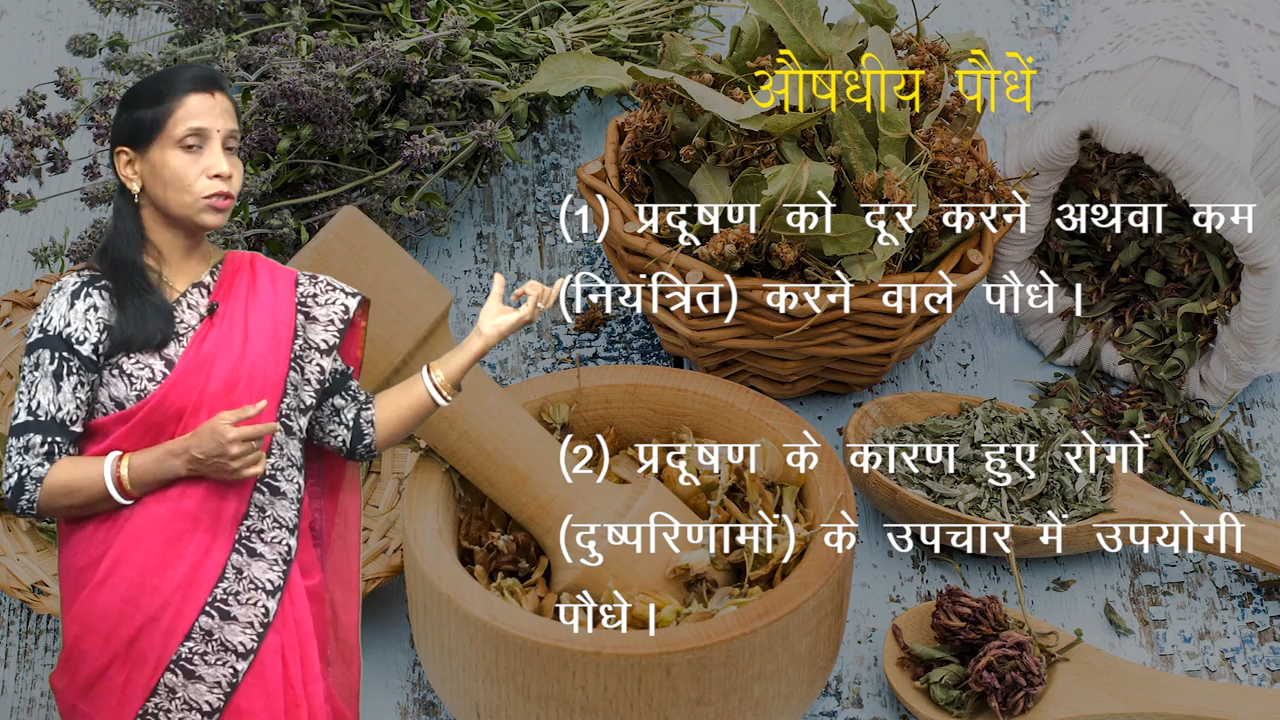 औषधीय पौधें
(1) प्रदूषण को दूर करने अथवा कम
(नियंत्रित) करने वाले पौधे।
(2) प्रदूषण के कारण हुए रोगों
(दुष्परिणामों) के उपचार में उपयोगी
पौधे।